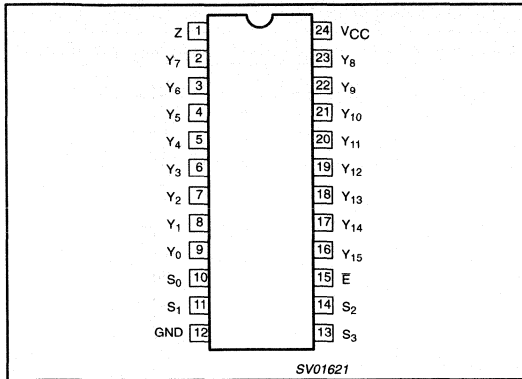 Z 1 24 VCC
Y7 2 23 Y8
Y6 3 22 Y9
Y5 4 21 Y10
Y4 5 20 Y11
Y3 6 19 Y12
Y2 7 18 Y13
Y1 8 17 Y14
Y0 9 16 Y15
S0 10 15 E̅
S1 11 14 S2
GND 12 13 S3
SV01621